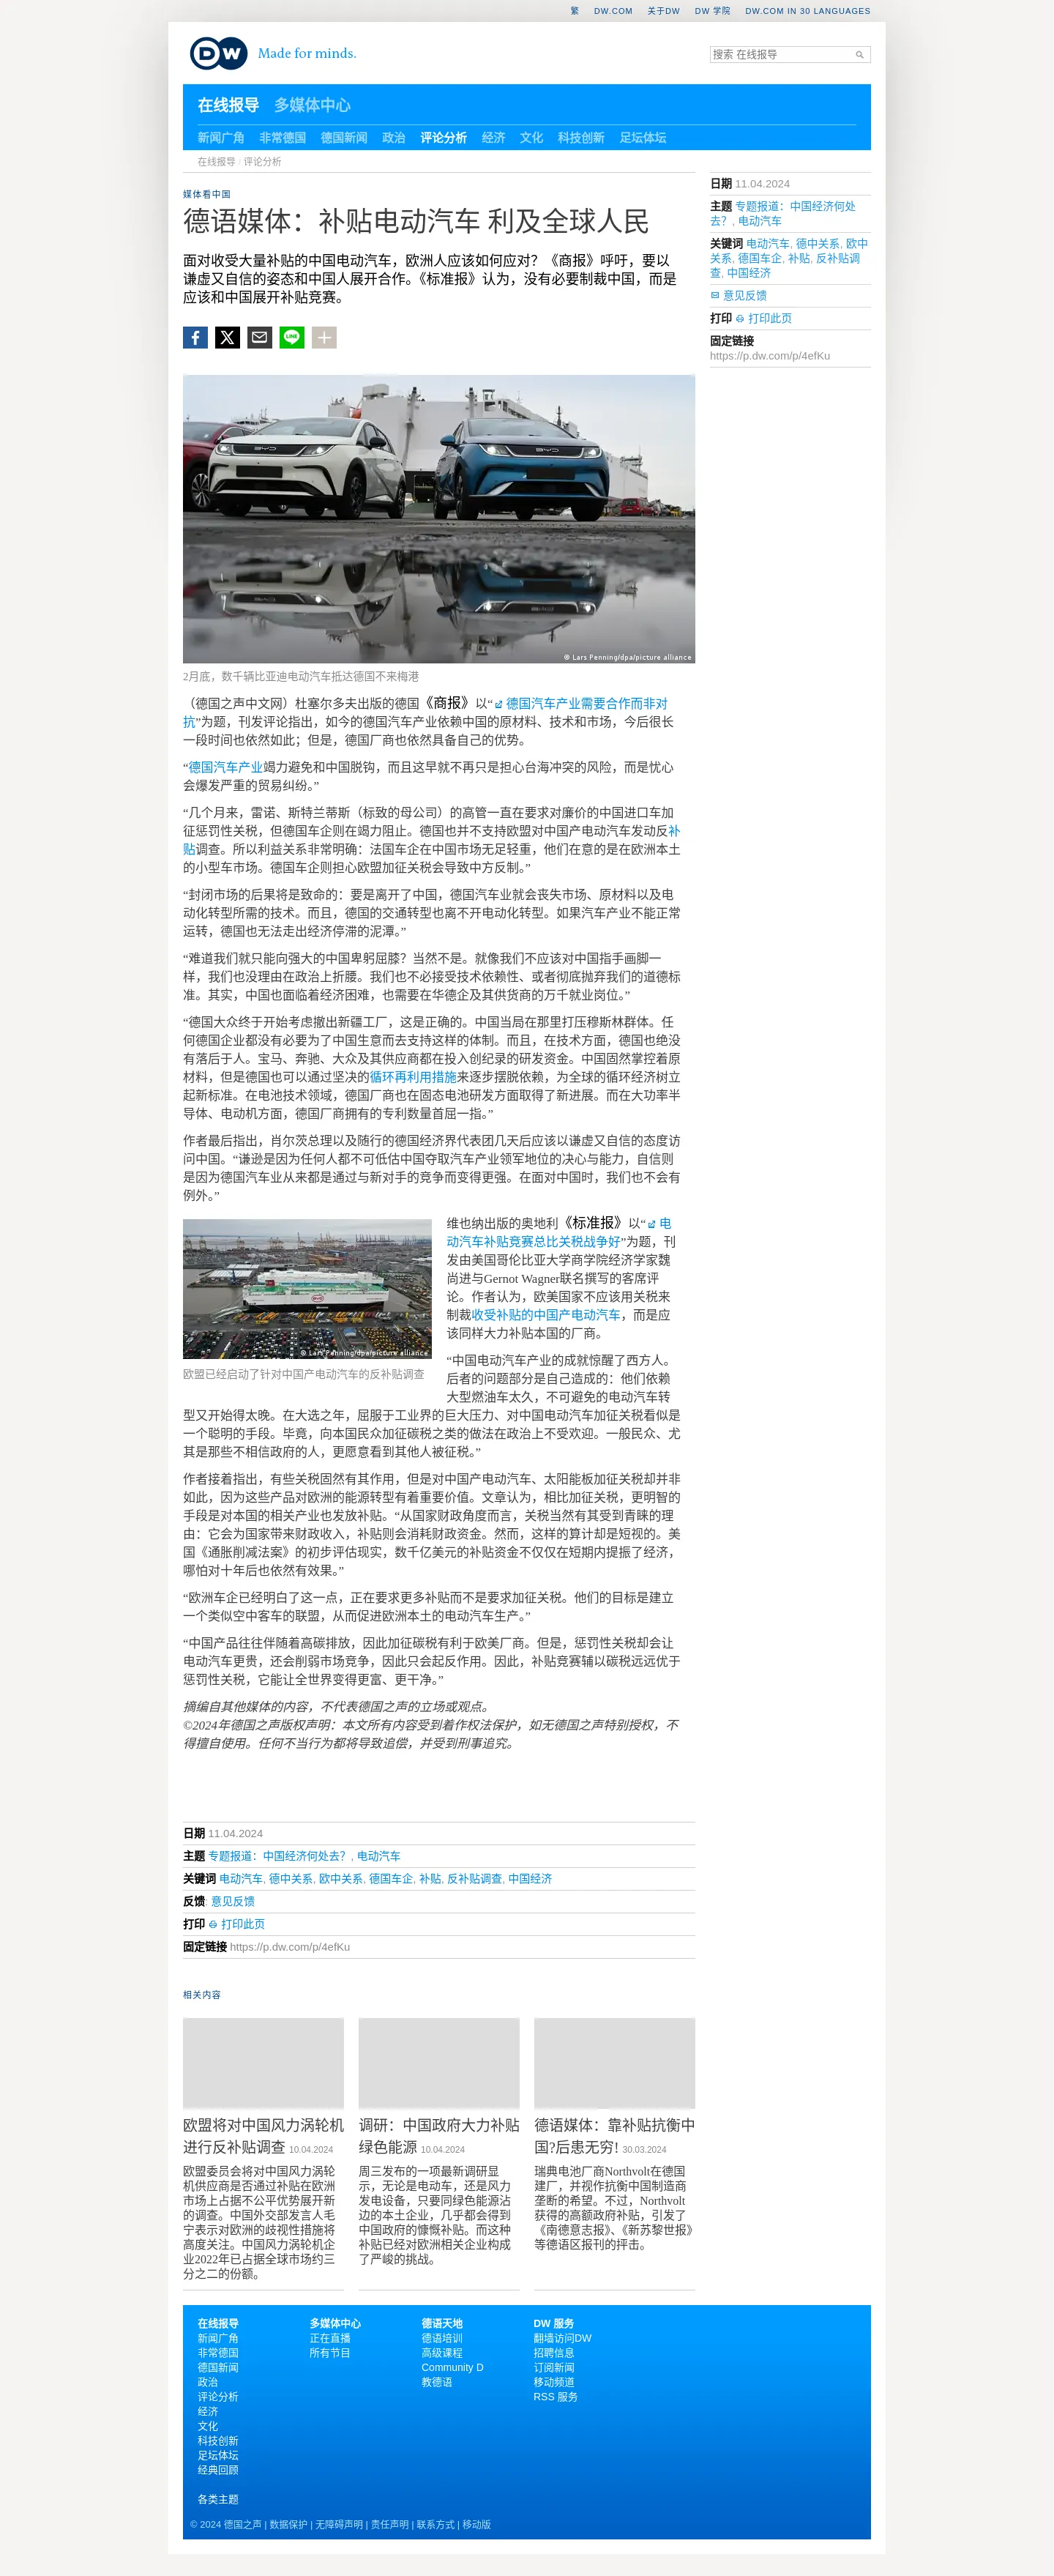 繁 DW.COM 关于DW DW 学院 DW.COM IN 30 LANGUAGES
DW Made for minds.
搜索 在线报导
在线报导 多媒体中心
新闻广角 非常德国 德国新闻 政治 评论分析 经济 文化 科技创新 足坛体坛
在线报导 / 评论分析
媒体看中国
德语媒体：补贴电动汽车 利及全球人民
面对收受大量补贴的中国电动汽车，欧洲人应该如何应对？《商报》呼吁，要以
谦虚又自信的姿态和中国人展开合作。《标准报》认为，没有必要制裁中国，而是
应该和中国展开补贴竞赛。
日期 11.04.2024
主题 专题报道：中国经济何处
去？, 电动汽车
关键词 电动汽车, 德中关系, 欧中
关系, 德国车企, 补贴, 反补贴调
查, 中国经济
意见反馈
打印 打印此页
固定链接
https://p.dw.com/p/4efKu
LINE
BYD
BYD
© Lars Penning/dpa/picture alliance
2月底，数千辆比亚迪电动汽车抵达德国不来梅港
（德国之声中文网）杜塞尔多夫出版的德国《商报》以“德国汽车产业需要合作而非对
抗”为题，刊发评论指出，如今的德国汽车产业依赖中国的原材料、技术和市场，今后很长
一段时间也依然如此；但是，德国厂商也依然具备自己的优势。
“德国汽车产业竭力避免和中国脱钩，而且这早就不再只是担心台海冲突的风险，而是忧心
会爆发严重的贸易纠纷。”
“几个月来，雷诺、斯特兰蒂斯（标致的母公司）的高管一直在要求对廉价的中国进口车加
征惩罚性关税，但德国车企则在竭力阻止。德国也并不支持欧盟对中国产电动汽车发动反补
贴调查。所以利益关系非常明确：法国车企在中国市场无足轻重，他们在意的是在欧洲本土
的小型车市场。德国车企则担心欧盟加征关税会导致中方反制。”
“封闭市场的后果将是致命的：要是离开了中国，德国汽车业就会丧失市场、原材料以及电
动化转型所需的技术。而且，德国的交通转型也离不开电动化转型。如果汽车产业不能正常
运转，德国也无法走出经济停滞的泥潭。”
“难道我们就只能向强大的中国卑躬屈膝？当然不是。就像我们不应该对中国指手画脚一
样，我们也没理由在政治上折腰。我们也不必接受技术依赖性、或者彻底抛弃我们的道德标
准。其实，中国也面临着经济困难，也需要在华德企及其供货商的万千就业岗位。”
“德国大众终于开始考虑撤出新疆工厂，这是正确的。中国当局在那里打压穆斯林群体。任
何德国企业都没有必要为了中国生意而去支持这样的体制。而且，在技术方面，德国也绝没
有落后于人。宝马、奔驰、大众及其供应商都在投入创纪录的研发资金。中国固然掌控着原
材料，但是德国也可以通过坚决的循环再利用措施来逐步摆脱依赖，为全球的循环经济树立
起新标准。在电池技术领域，德国厂商也在固态电池研发方面取得了新进展。而在大功率半
导体、电动机方面，德国厂商拥有的专利数量首屈一指。”
作者最后指出，肖尔茨总理以及随行的德国经济界代表团几天后应该以谦虚又自信的态度访
问中国。“谦逊是因为任何人都不可低估中国夺取汽车产业领军地位的决心与能力，自信则
是因为德国汽车业从来都是通过与新对手的竞争而变得更强。在面对中国时，我们也不会有
例外。”
BYD
© Lars Penning/dpa/picture alliance
欧盟已经启动了针对中国产电动汽车的反补贴调查
维也纳出版的奥地利《标准报》以“电
动汽车补贴竞赛总比关税战争好”为题，刊
发由美国哥伦比亚大学商学院经济学家魏
尚进与Gernot Wagner联名撰写的客席评
论。作者认为，欧美国家不应该用关税来
制裁收受补贴的中国产电动汽车，而是应
该同样大力补贴本国的厂商。
“中国电动汽车产业的成就惊醒了西方人。
后者的问题部分是自己造成的：他们依赖
大型燃油车太久，不可避免的电动汽车转
型又开始得太晚。在大选之年，屈服于工业界的巨大压力、对中国电动汽车加征关税看似是
一个聪明的手段。毕竟，向本国民众加征碳税之类的做法在政治上不受欢迎。一般民众、尤
其是那些不相信政府的人，更愿意看到其他人被征税。”
作者接着指出，有些关税固然有其作用，但是对中国产电动汽车、太阳能板加征关税却并非
如此，因为这些产品对欧洲的能源转型有着重要价值。文章认为，相比加征关税，更明智的
手段是对本国的相关产业也发放补贴。“从国家财政角度而言，关税当然有其受到青睐的理
由：它会为国家带来财政收入，补贴则会消耗财政资金。然而，这样的算计却是短视的。美
国《通胀削减法案》的初步评估现实，数千亿美元的补贴资金不仅仅在短期内提振了经济，
哪怕对十年后也依然有效果。”
“欧洲车企已经明白了这一点，正在要求更多补贴而不是要求加征关税。他们的目标是建立
一个类似空中客车的联盟，从而促进欧洲本土的电动汽车生产。”
“中国产品往往伴随着高碳排放，因此加征碳税有利于欧美厂商。但是，惩罚性关税却会让
电动汽车更贵，还会削弱市场竞争，因此只会起反作用。因此，补贴竞赛辅以碳税远远优于
惩罚性关税，它能让全世界变得更富、更干净。”
摘编自其他媒体的内容，不代表德国之声的立场或观点。
©2024年德国之声版权声明：本文所有内容受到着作权法保护，如无德国之声特别授权，不
得擅自使用。任何不当行为都将导致追偿，并受到刑事追究。
日期 11.04.2024
主题 专题报道：中国经济何处去？, 电动汽车
关键词 电动汽车, 德中关系, 欧中关系, 德国车企, 补贴, 反补贴调查, 中国经济
反馈: 意见反馈
打印 打印此页
固定链接 https://p.dw.com/p/4efKu
相关内容
欧盟将对中国风力涡轮机
进行反补贴调查 10.04.2024
欧盟委员会将对中国风力涡轮
机供应商是否通过补贴在欧洲
市场上占据不公平优势展开新
的调查。中国外交部发言人毛
宁表示对欧洲的歧视性措施将
高度关注。中国风力涡轮机企
业2022年已占据全球市场约三
分之二的份额。
调研：中国政府大力补贴
绿色能源 10.04.2024
周三发布的一项最新调研显
示，无论是电动车，还是风力
发电设备，只要同绿色能源沾
边的本土企业，几乎都会得到
中国政府的慷慨补贴。而这种
补贴已经对欧洲相关企业构成
了严峻的挑战。
德语媒体：靠补贴抗衡中
国?后患无穷! 30.03.2024
瑞典电池厂商Northvolt在德国
建厂，并视作抗衡中国制造商
垄断的希望。不过，Northvolt
获得的高额政府补贴，引发了
《南德意志报》、《新苏黎世报》
等德语区报刊的抨击。
在线报导
新闻广角
非常德国
德国新闻
政治
评论分析
经济
文化
科技创新
足坛体坛
经典回顾
各类主题
多媒体中心
正在直播
所有节目
德语天地
德语培训
高级课程
Community D
教德语
DW 服务
翻墙访问DW
招聘信息
订阅新闻
移动频道
RSS 服务
© 2024 德国之声 | 数据保护 | 无障碍声明 | 责任声明 | 联系方式 | 移动版